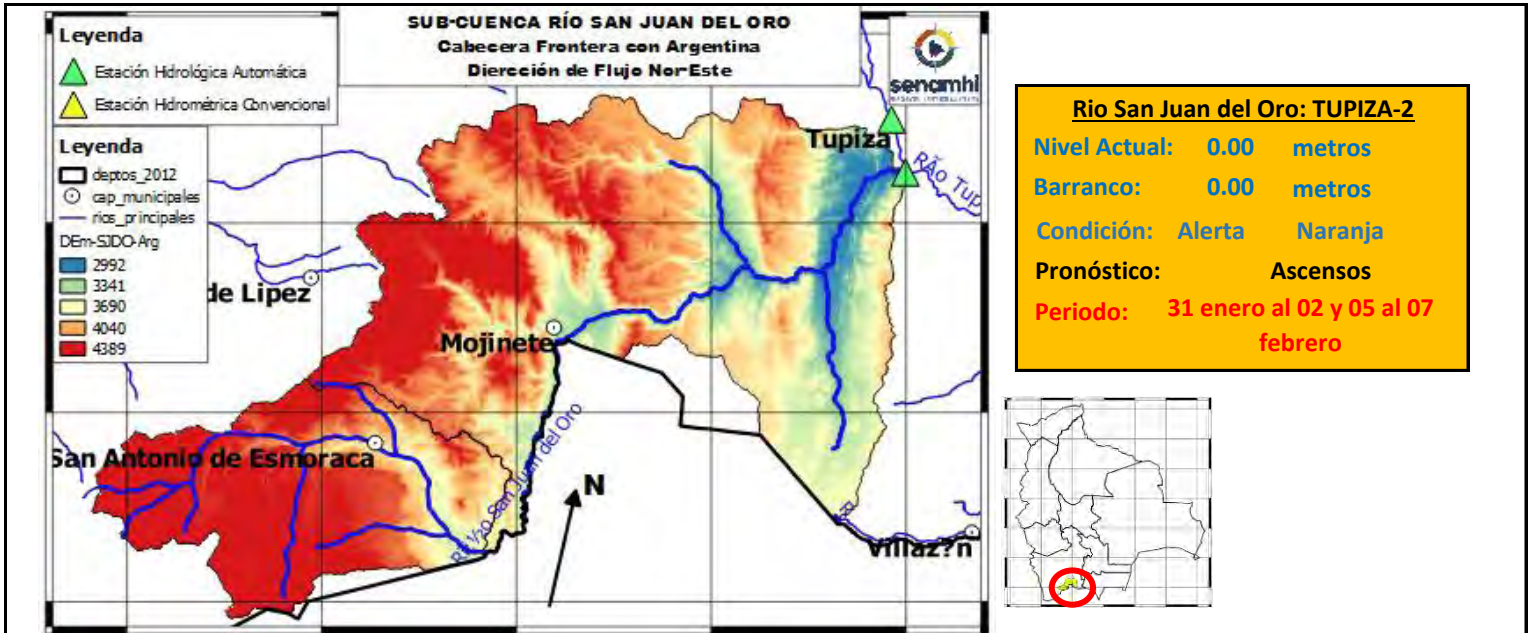 SUB-CUENCA RÍO SAN JUAN DEL ORO
Cabecera Frontera con Argentina
Diercción de Flujo Nor-Este
Leyenda
Estación Hidrológica Automática
Estación Hidrométrica Convencional
senamhi
Leyenda
deptos_2012
cap_municipales
rios_principales
DEm-SJDO-Arg
2992
3341
3690
4040
4389
Tupiza
RÃo Tup
de Lipez
Mojinete
San Antonio de Esmoraca
San Juan del Oro
N
Villaz?n
Rio San Juan del Oro: TUPIZA-2
Nivel Actual: 0.00 metros
Barranco: 0.00 metros
Condición: Alerta Naranja
Pronóstico: Ascensos
Periodo: 31 enero al 02 y 05 al 07
febrero